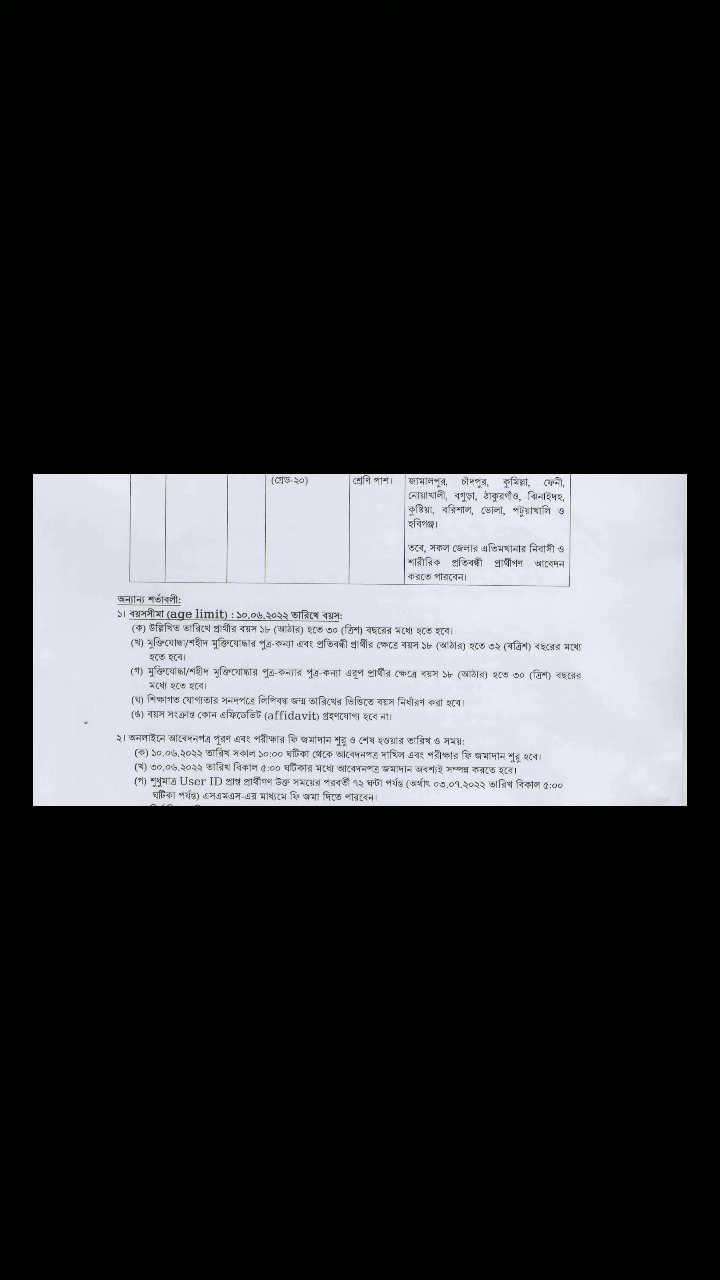 (গ্রেড-২০)
শ্রেণি পাশ।
জামালপুর, চাঁদপুর, কুমিল্লা, ফেনী,
নোয়াখালী, বগুড়া, ঠাকুরগাঁও, ঝিনাইদহ,
কুষ্টিয়া, বরিশাল, ভোলা, পটুয়াখালি ও
হবিগঞ্জ।
তবে, সকল জেলার এতিমখানার নিবাসী ও
শারীরিক প্রতিবন্ধী প্রার্থীগণ আবেদন
করতে পারবেন।
অন্যান্য শর্তাবলী:
১। বয়সসীমা (age limit) : ১০.০৬.২০২২ তারিখে বয়স:
(ক) উল্লিখিত তারিখে প্রার্থীর বয়স ১৮ (আঠার) হতে ৩০ (ত্রিশ) বছরের মধ্যে হতে হবে।
(খ) মুক্তিযোদ্ধা/শহীদ মুক্তিযোদ্ধার পুত্র-কন্যা এবং প্রতিবন্ধী প্রার্থীর ক্ষেত্রে বয়স ১৮ (আঠার) হতে ৩২ (বত্রিশ) বছরের মধ্যে
হতে হবে।
(গ) মুক্তিযোদ্ধা/শহীদ মুক্তিযোদ্ধার পুত্র-কন্যার পুত্র-কন্যা এরূপ প্রার্থীর ক্ষেত্রে বয়স ১৮ (আঠার) হতে ৩০ (ত্রিশ) বছরের
মধ্যে হতে হবে।
(ঘ) শিক্ষাগত যোগ্যতার সনদপত্রে লিপিবদ্ধ জন্ম তারিখের ভিত্তিতে বয়স নির্ধারণ করা হবে।
(ঙ) বয়স সংক্রান্ত কোন এফিডেভিট (affidavit) গ্রহণযোগ্য হবে না।
২। অনলাইনে আবেদনপত্র পূরণ এবং পরীক্ষার ফি জমাদান শুরু ও শেষ হওয়ার তারিখ ও সময়:
(ক) ১০.০৬.২০২২ তারিখ সকাল ১০:০০ ঘটিকা থেকে আবেদনপত্র দাখিল এবং পরীক্ষার ফি জমাদান শুরু হবে।
(খ) ৩০.০৬.২০২২ তারিখ বিকাল ৫:০০ ঘটিকার মধ্যে আবেদনপত্র জমাদান অবশ্যই সম্পন্ন করতে হবে।
(গ) শুধুমাত্র User ID প্রাপ্ত প্রার্থীগণ উক্ত সময়ের পরবর্তী ৭২ ঘন্টা পর্যন্ত (অর্থাৎ ০৩.০৭.২০২২ তারিখ বিকাল ৫:০০
ঘটিকা পর্যন্ত) এসএমএস-এর মাধ্যমে ফি জমা দিতে পারবেন।